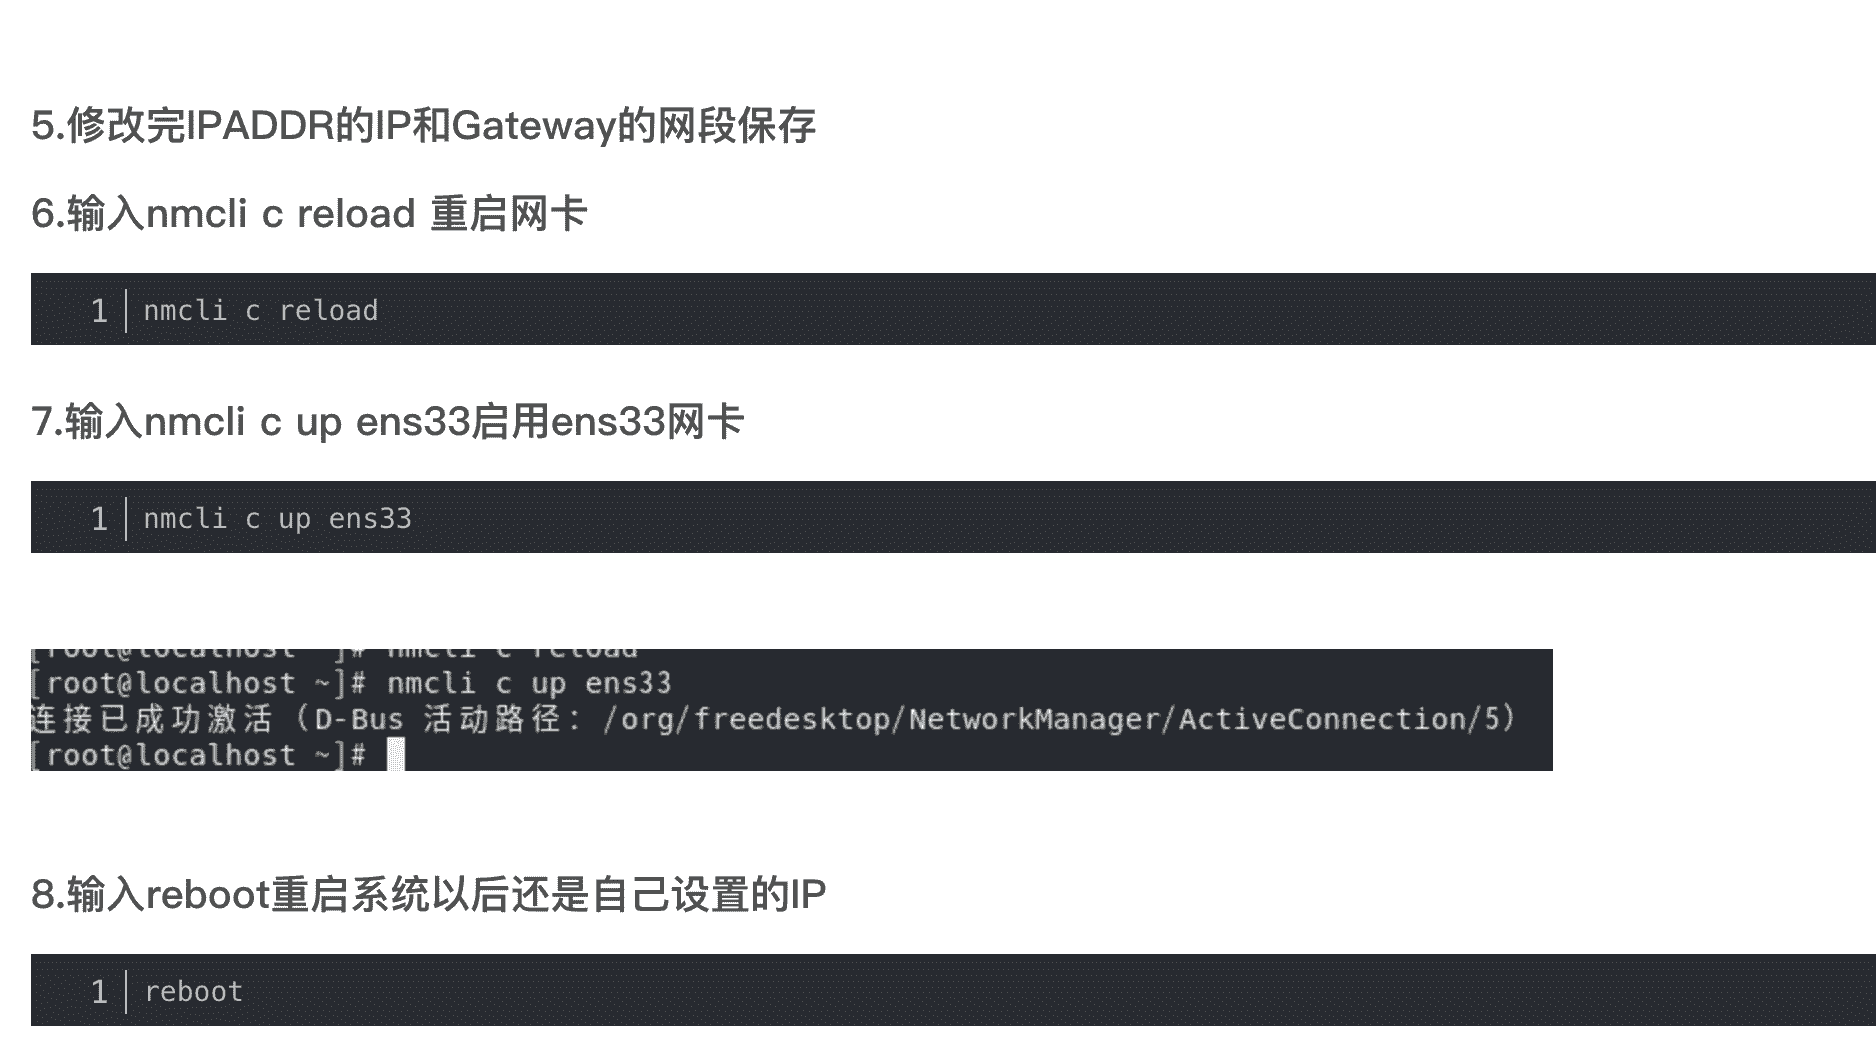 5.修改完IPADDR的IP和Gateway的网段保存
6.输入nmcli c reload 重启网卡
1 nmcli c reload
7.输入nmcli c up ens33启用ens33网卡
1 nmcli c up ens33
[root@localhost ~]# nmcli c reload
[root@localhost ~]# nmcli c up ens33
连接已成功激活（D-Bus 活动路径：/org/freedesktop/NetworkManager/ActiveConnection/5）
[root@localhost ~]#
8.输入reboot重启系统以后还是自己设置的IP
1 reboot